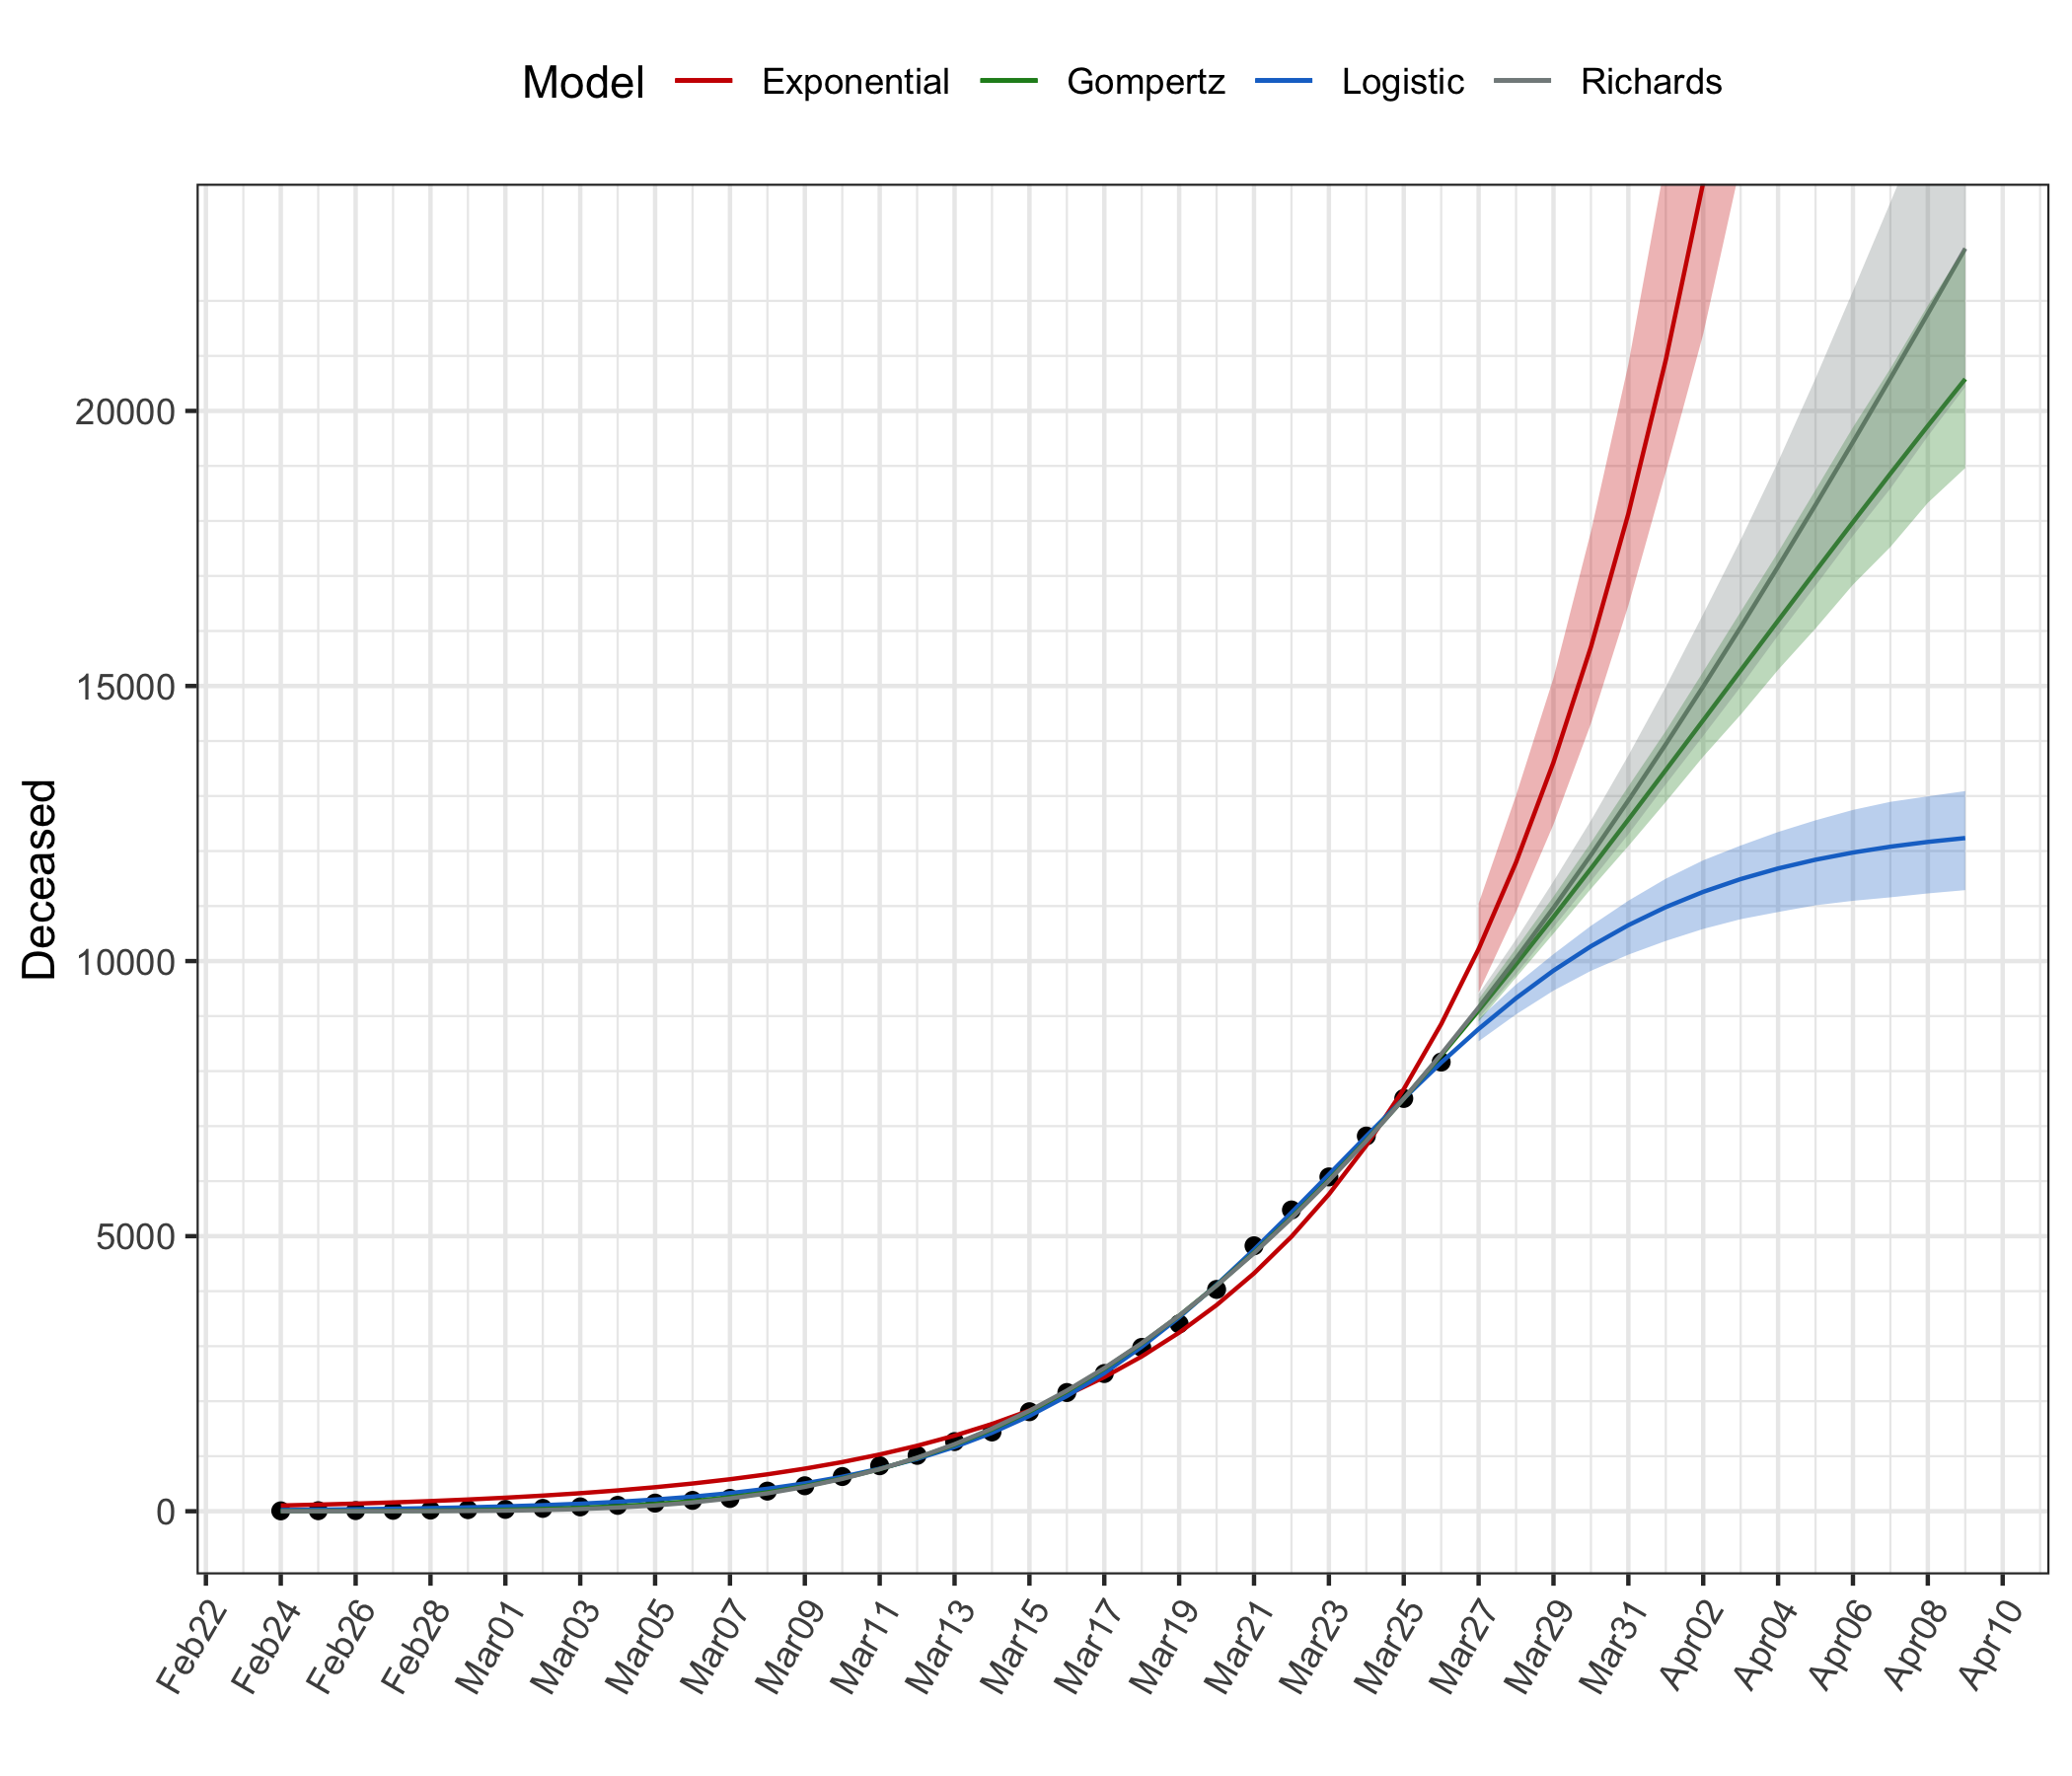 Model Exponential Gompertz Logistic Richards
Deceased
20000
15000
10000
5000
0
Feb22 Feb24 Feb26 Feb28 Mar01 Mar03 Mar05 Mar07 Mar09 Mar11 Mar13 Mar15 Mar17 Mar19 Mar21 Mar23 Mar25 Mar27 Mar29 Mar31 Apr02 Apr04 Apr06 Apr08 Apr10